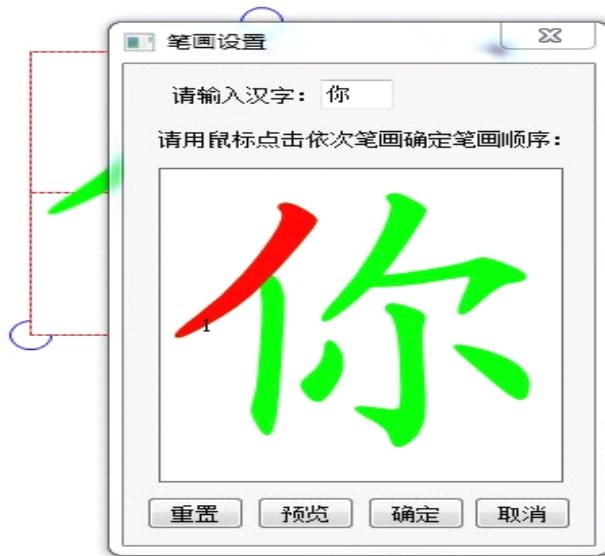 笔画设置
请输入汉字：你
请用鼠标点击依次笔画确定笔画顺序：
你
1
重置 预览 确定 取消